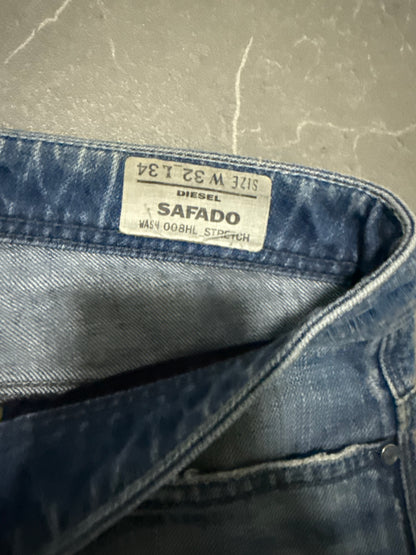 SIZE W 32 L 34
DIESEL
SAFADO
WASH 008HL STRETCH